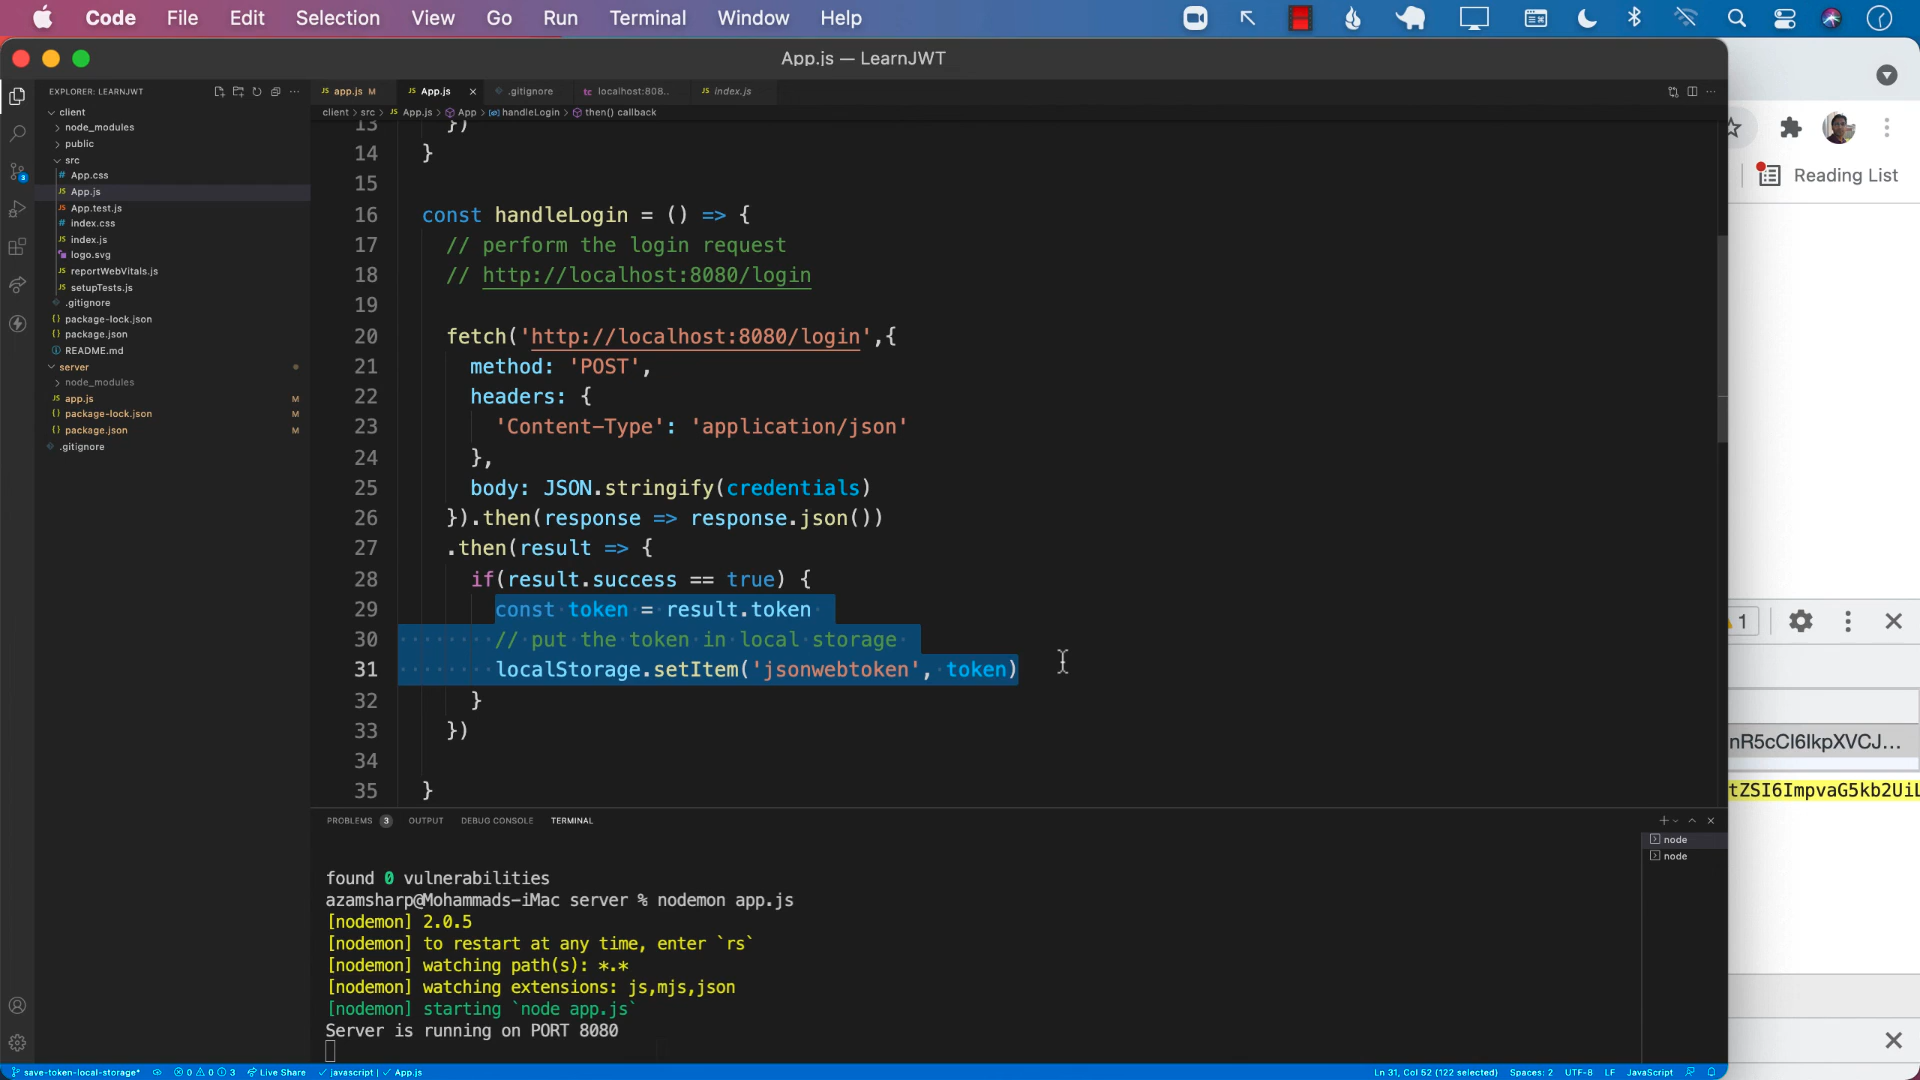 Code File Edit Selection View Go Run Terminal Window Help
App.js — LearnJWT
EXPLORER: LEARNJWT
client
node_modules
public
src
App.css
App.js
App.test.js
index.css
index.js
logo.svg
reportWebVitals.js
setupTests.js
.gitignore
package-lock.json
package.json
README.md
server
node_modules
app.js M
package-lock.json M
package.json M
.gitignore
app.js M App.js .gitignore localhost:808.. index.js
client > src > App.js > App > handleLogin > then() callback
13 })
14 }
15
16 const handleLogin = () => {
17 // perform the login request
18 // http://localhost:8080/login
19
20 fetch('http://localhost:8080/login',{
21 method: 'POST',
22 headers: {
23 'Content-Type': 'application/json'
24 },
25 body: JSON.stringify(credentials)
26 }).then(response => response.json())
27 .then(result => {
28 if(result.success == true) {
29 const token = result.token
30 // put the token in local storage
31 localStorage.setItem('jsonwebtoken', token)
32 }
33 })
34
35 }
PROBLEMS 3 OUTPUT DEBUG CONSOLE TERMINAL
node
node
found 0 vulnerabilities
azamsharp@Mohammads-iMac server % nodemon app.js
[nodemon] 2.0.5
[nodemon] to restart at any time, enter `rs`
[nodemon] watching path(s): *.*
[nodemon] watching extensions: js,mjs,json
[nodemon] starting `node app.js`
Server is running on PORT 8080
save-token-local-storage* 0 0 3 Live Share javascript | App.js
Ln 31, Col 52 (122 selected) Spaces: 2 UTF-8 LF JavaScript
Reading List
1
nR5cCI6IkpXVCJ...
tZSI6ImpvaG5kb2UiL